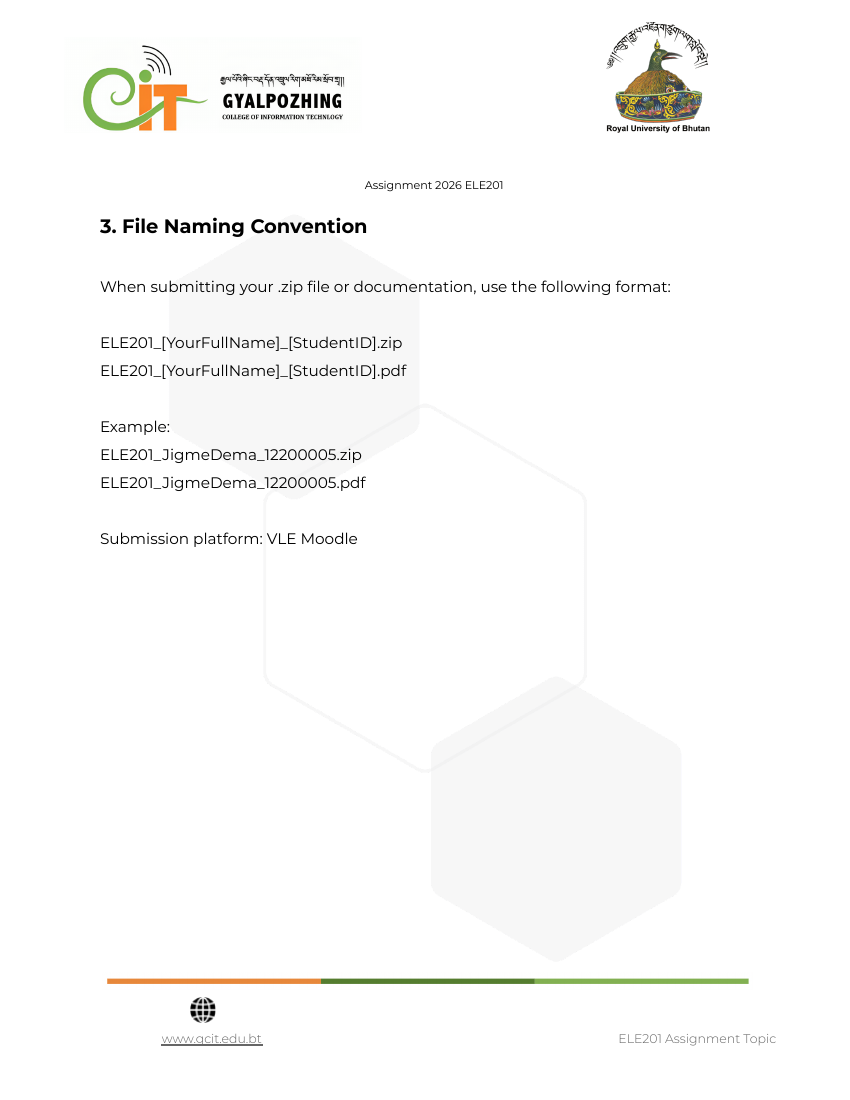 CiT
GYALPOZHING
COLLEGE OF INFORMATION TECHNLOGY
Royal University of Bhutan
Assignment 2026 ELE201
3. File Naming Convention
When submitting your .zip file or documentation, use the following format:
ELE201_[YourFullName]_[StudentID].zip
ELE201_[YourFullName]_[StudentID].pdf
Example:
ELE201_JigmeDema_12200005.zip
ELE201_JigmeDema_12200005.pdf
Submission platform: VLE Moodle
www.gcit.edu.bt
ELE201 Assignment Topic